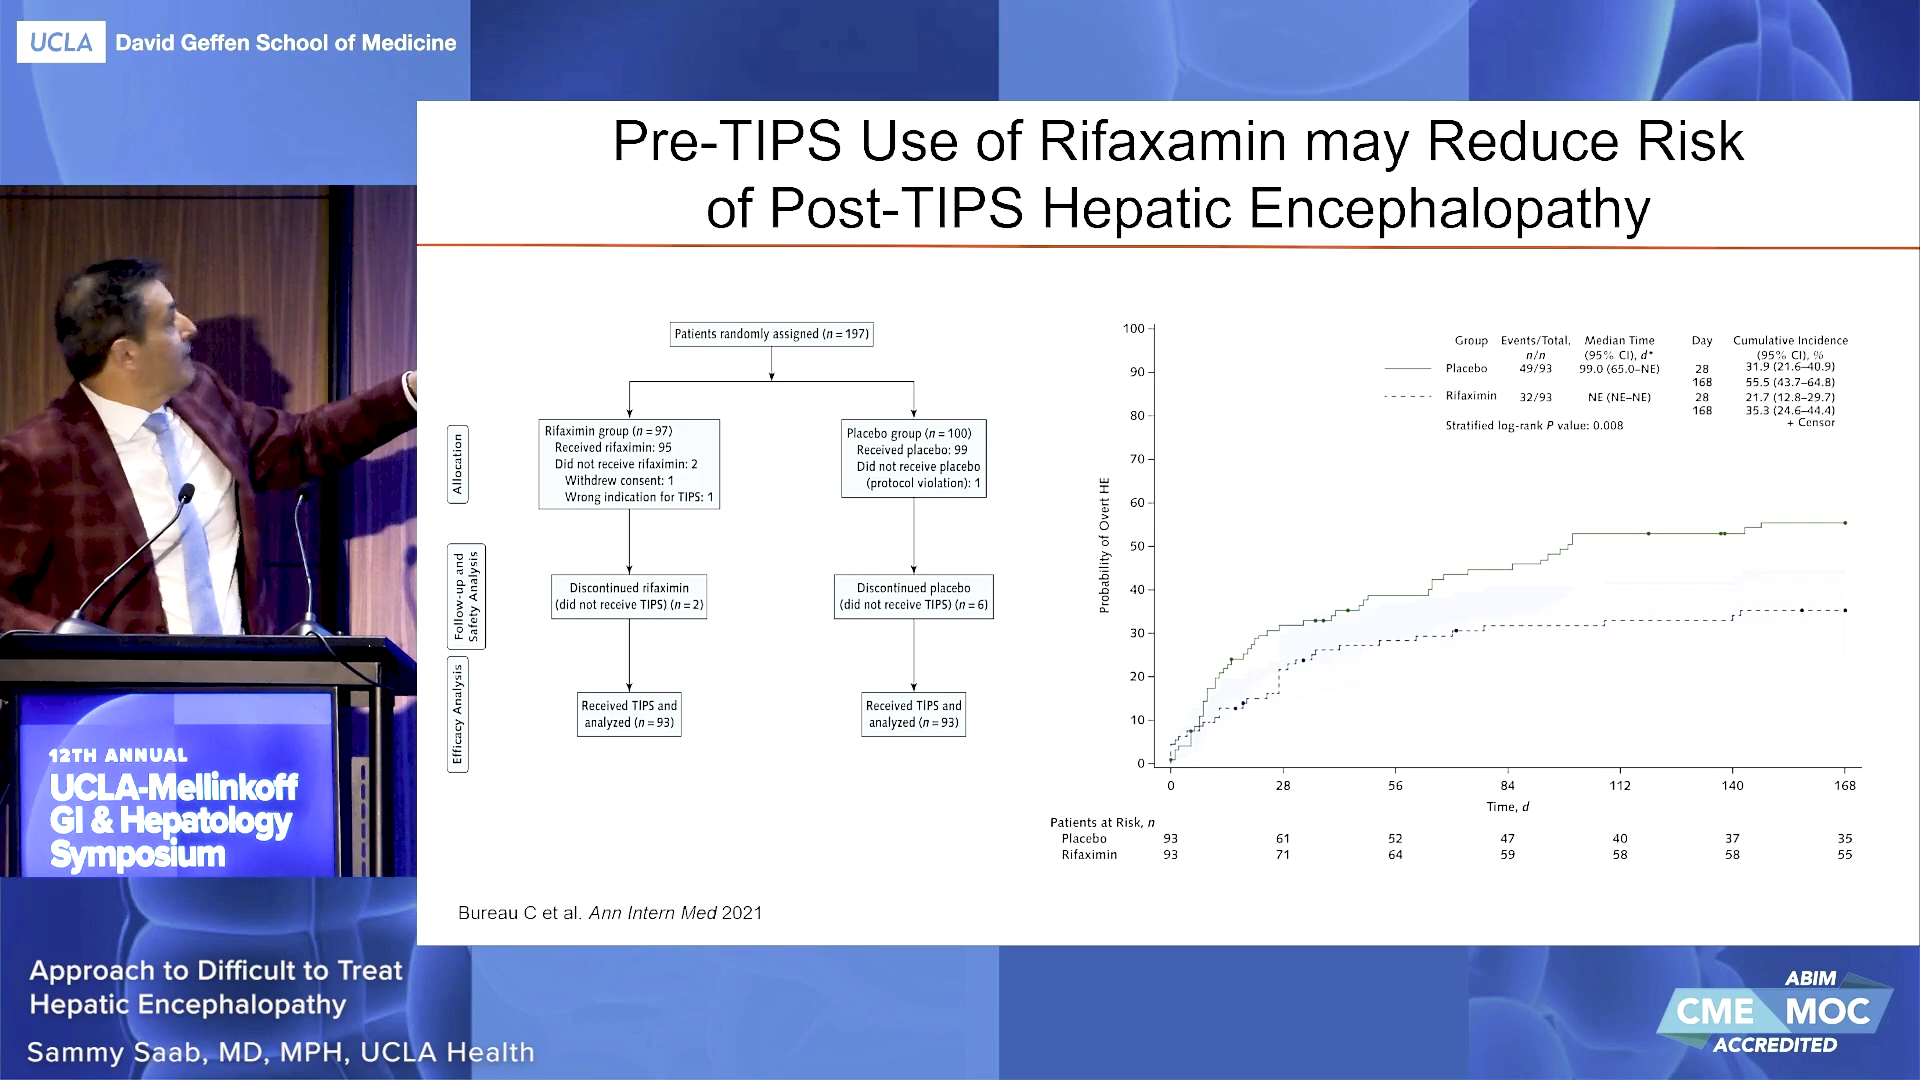 UCLA David Geffen School of Medicine
Pre-TIPS Use of Rifaxamin may Reduce Risk
of Post-TIPS Hepatic Encephalopathy
Patients randomly assigned (n = 197)
Allocation
Rifaximin group (n = 97)
Received rifaximin: 95
Did not receive rifaximin: 2
Withdrew consent: 1
Wrong indication for TIPS: 1
Placebo group (n = 100)
Received placebo: 99
Did not receive placebo
(protocol violation): 1
Follow-up and
Safety Analysis
Discontinued rifaximin
(did not receive TIPS) (n = 2)
Discontinued placebo
(did not receive TIPS) (n = 6)
Efficacy Analysis
Received TIPS and
analyzed (n = 93)
Received TIPS and
analyzed (n = 93)
Probability of Overt HE
100
90
80
70
60
50
40
30
20
10
0
Group Events/Total, Median Time Day Cumulative Incidence
n/n (95% CI), d* (95% CI), %
Placebo 49/93 99.0 (65.0–NE) 28 31.9 (21.6–40.9)
168 55.5 (43.7–64.8)
Rifaximin 32/93 NE (NE–NE) 28 21.7 (12.8–29.7)
168 35.3 (24.6–44.4)
+ Censor
Stratified log-rank P value: 0.008
0 28 56 84 112 140 168
Time, d
Patients at Risk, n
Placebo 93 61 52 47 40 37 35
Rifaximin 93 71 64 59 58 58 55
Bureau C et al. Ann Intern Med 2021
12TH ANNUAL
UCLA-Mellinkoff
GI & Hepatology
Symposium
Approach to Difficult to Treat
Hepatic Encephalopathy
Sammy Saab, MD, MPH, UCLA Health
ABIM
CME MOC
ACCREDITED